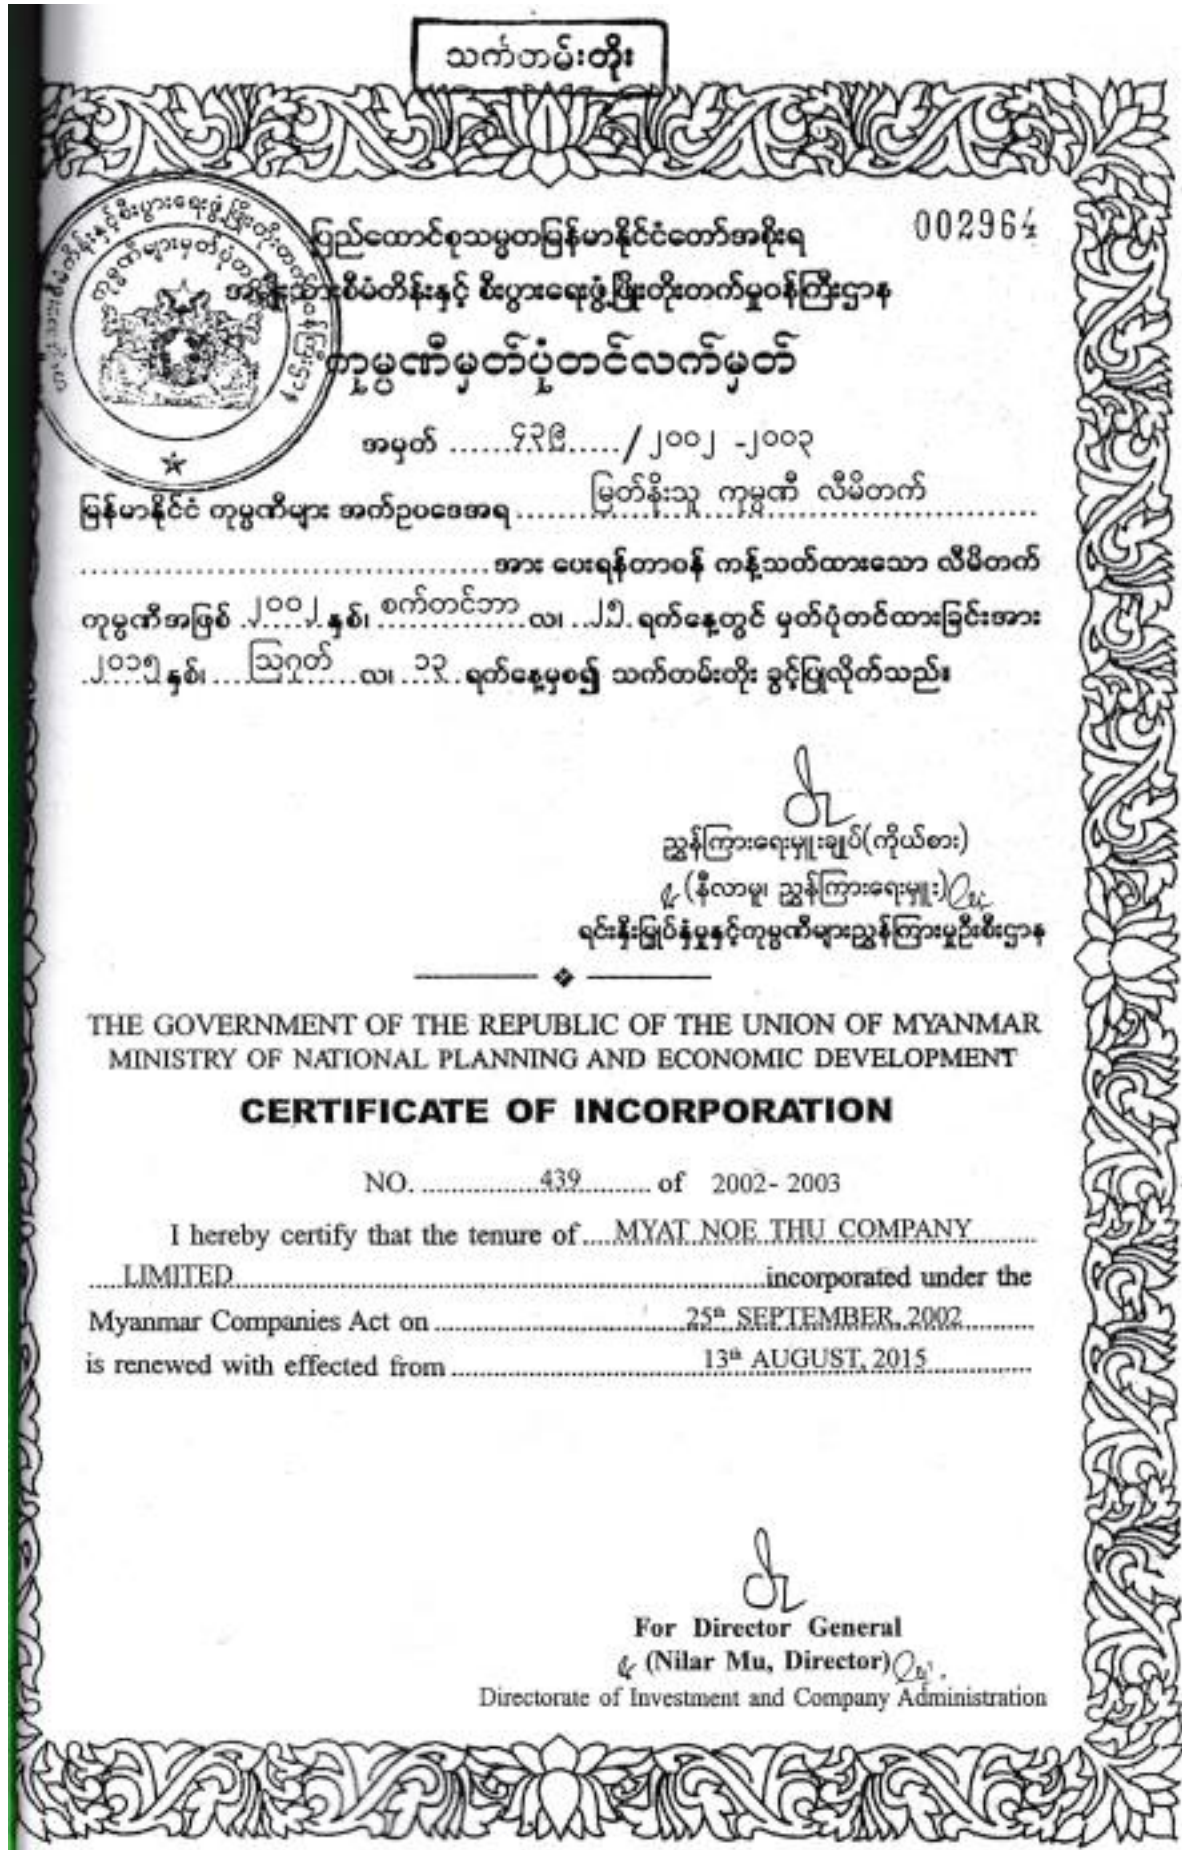 သက်တမ်းတိုး
002964
ပြည်ထောင်စုသမ္မတမြန်မာနိုင်ငံတော်အစိုးရ
အမျိုးသားစီမံကိန်းနှင့် စီးပွားရေးဖွံ့ဖြိုးတိုးတက်မှုဝန်ကြီးဌာန
ကုမ္ပဏီများမှတ်ပုံတင်
ကုမ္ပဏီမှတ်ပုံတင်လက်မှတ်
အမှတ် ......၄၃၉...../၂၀၀၂ -၂၀၀၃
မြန်မာနိုင်ငံ ကုမ္ပဏီများ အက်ဥပဒေအရ မြတ်နိုးသူ ကုမ္ပဏီ လီမိတက်
အား ပေးရန်တာဝန် ကန့်သတ်ထားသော လီမိတက်
ကုမ္ပဏီအဖြစ် ၂၀၀၂ နှစ်၊ စက်တင်ဘာ လ၊ ၂၅ ရက်နေ့တွင် မှတ်ပုံတင်ထားခြင်းအား
၂၀၁၅ နှစ်၊ ဩဂုတ် လ၊ ၁၃ ရက်နေ့မှစ၍ သက်တမ်းတိုး ခွင့်ပြုလိုက်သည်။
ညွှန်ကြားရေးမှူးချုပ်(ကိုယ်စား)
(နီလာမူ၊ ညွှန်ကြားရေးမှူး)
ရင်းနှီးမြှုပ်နှံမှုနှင့်ကုမ္ပဏီများညွှန်ကြားမှုဦးစီးဌာန
THE GOVERNMENT OF THE REPUBLIC OF THE UNION OF MYANMAR
MINISTRY OF NATIONAL PLANNING AND ECONOMIC DEVELOPMENT
CERTIFICATE OF INCORPORATION
NO. 439 of 2002- 2003
I hereby certify that the tenure of MYAT NOE THU COMPANY
LIMITED incorporated under the
Myanmar Companies Act on 25th SEPTEMBER, 2002
is renewed with effected from 13th AUGUST, 2015
For Director General
(Nilar Mu, Director)
Directorate of Investment and Company Administration